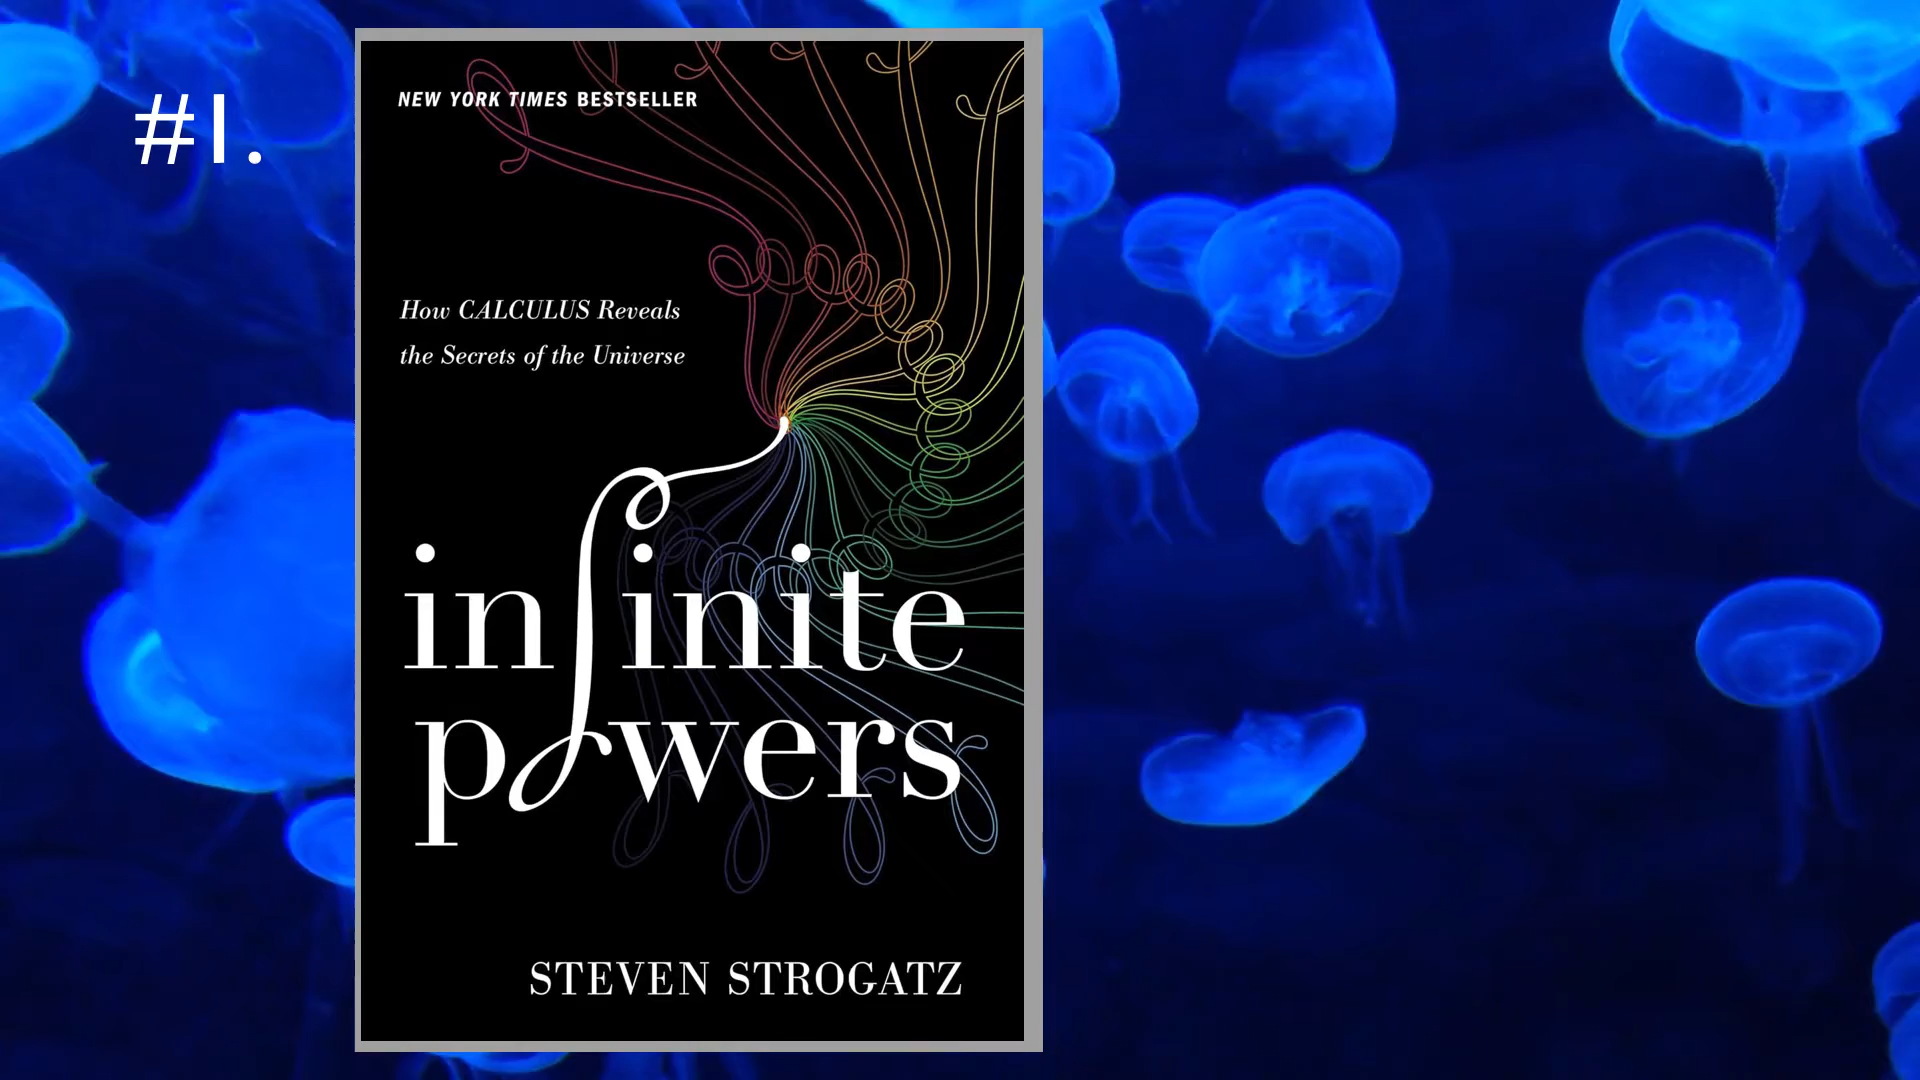 #1.
NEW YORK TIMES BESTSELLER
How CALCULUS Reveals
the Secrets of the Universe
infinite
powers
STEVEN STROGATZ